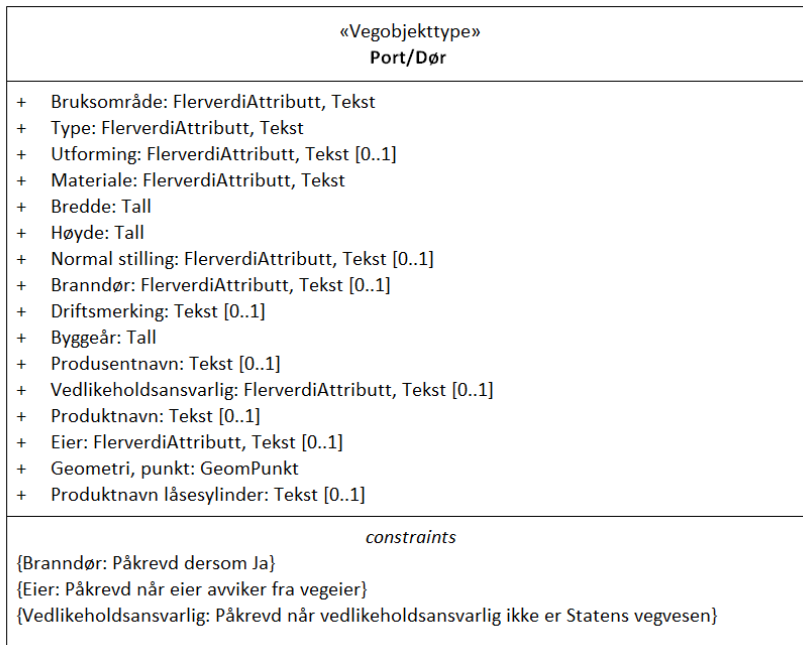 «Vegobjekttype»
Port/Dør
+ Bruksområde: FlerverdiAttributt, Tekst
+ Type: FlerverdiAttributt, Tekst
+ Utforming: FlerverdiAttributt, Tekst [0..1]
+ Materiale: FlerverdiAttributt, Tekst
+ Bredde: Tall
+ Høyde: Tall
+ Normal stilling: FlerverdiAttributt, Tekst [0..1]
+ Branndør: FlerverdiAttributt, Tekst [0..1]
+ Driftsmerking: Tekst [0..1]
+ Byggeår: Tall
+ Produsentnavn: Tekst [0..1]
+ Vedlikeholdsansvarlig: FlerverdiAttributt, Tekst [0..1]
+ Produktnavn: Tekst [0..1]
+ Eier: FlerverdiAttributt, Tekst [0..1]
+ Geometri, punkt: GeomPunkt
+ Produktnavn låsesylinder: Tekst [0..1]
constraints
{Branndør: Påkrevd dersom Ja}
{Eier: Påkrevd når eier avviker fra vegeier}
{Vedlikeholdsansvarlig: Påkrevd når vedlikeholdsansvarlig ikke er Statens vegvesen}